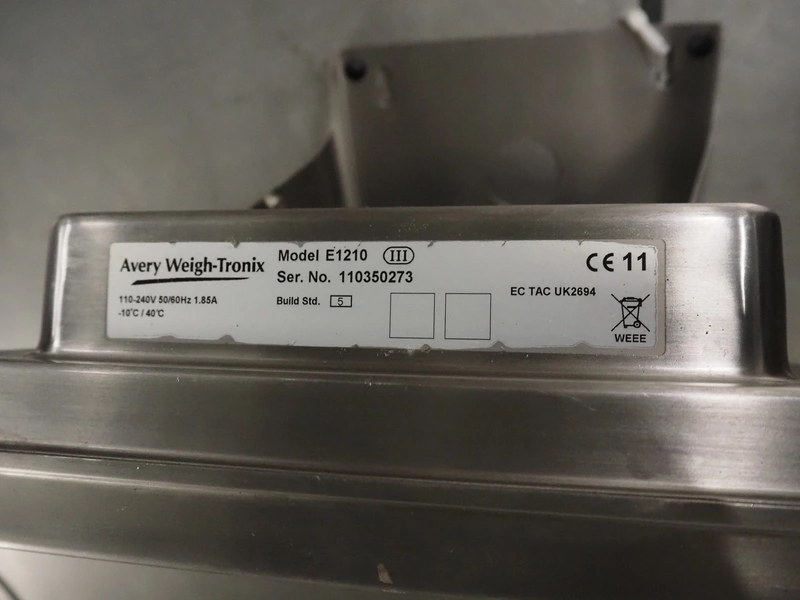 Avery Weigh-Tronix
110-240V 50/60Hz 1.85A
-10°C / 40°C
Model E1210 III
Ser. No. 110350273
Build Std. 5
EC TAC UK2694
CE 11
WEEE